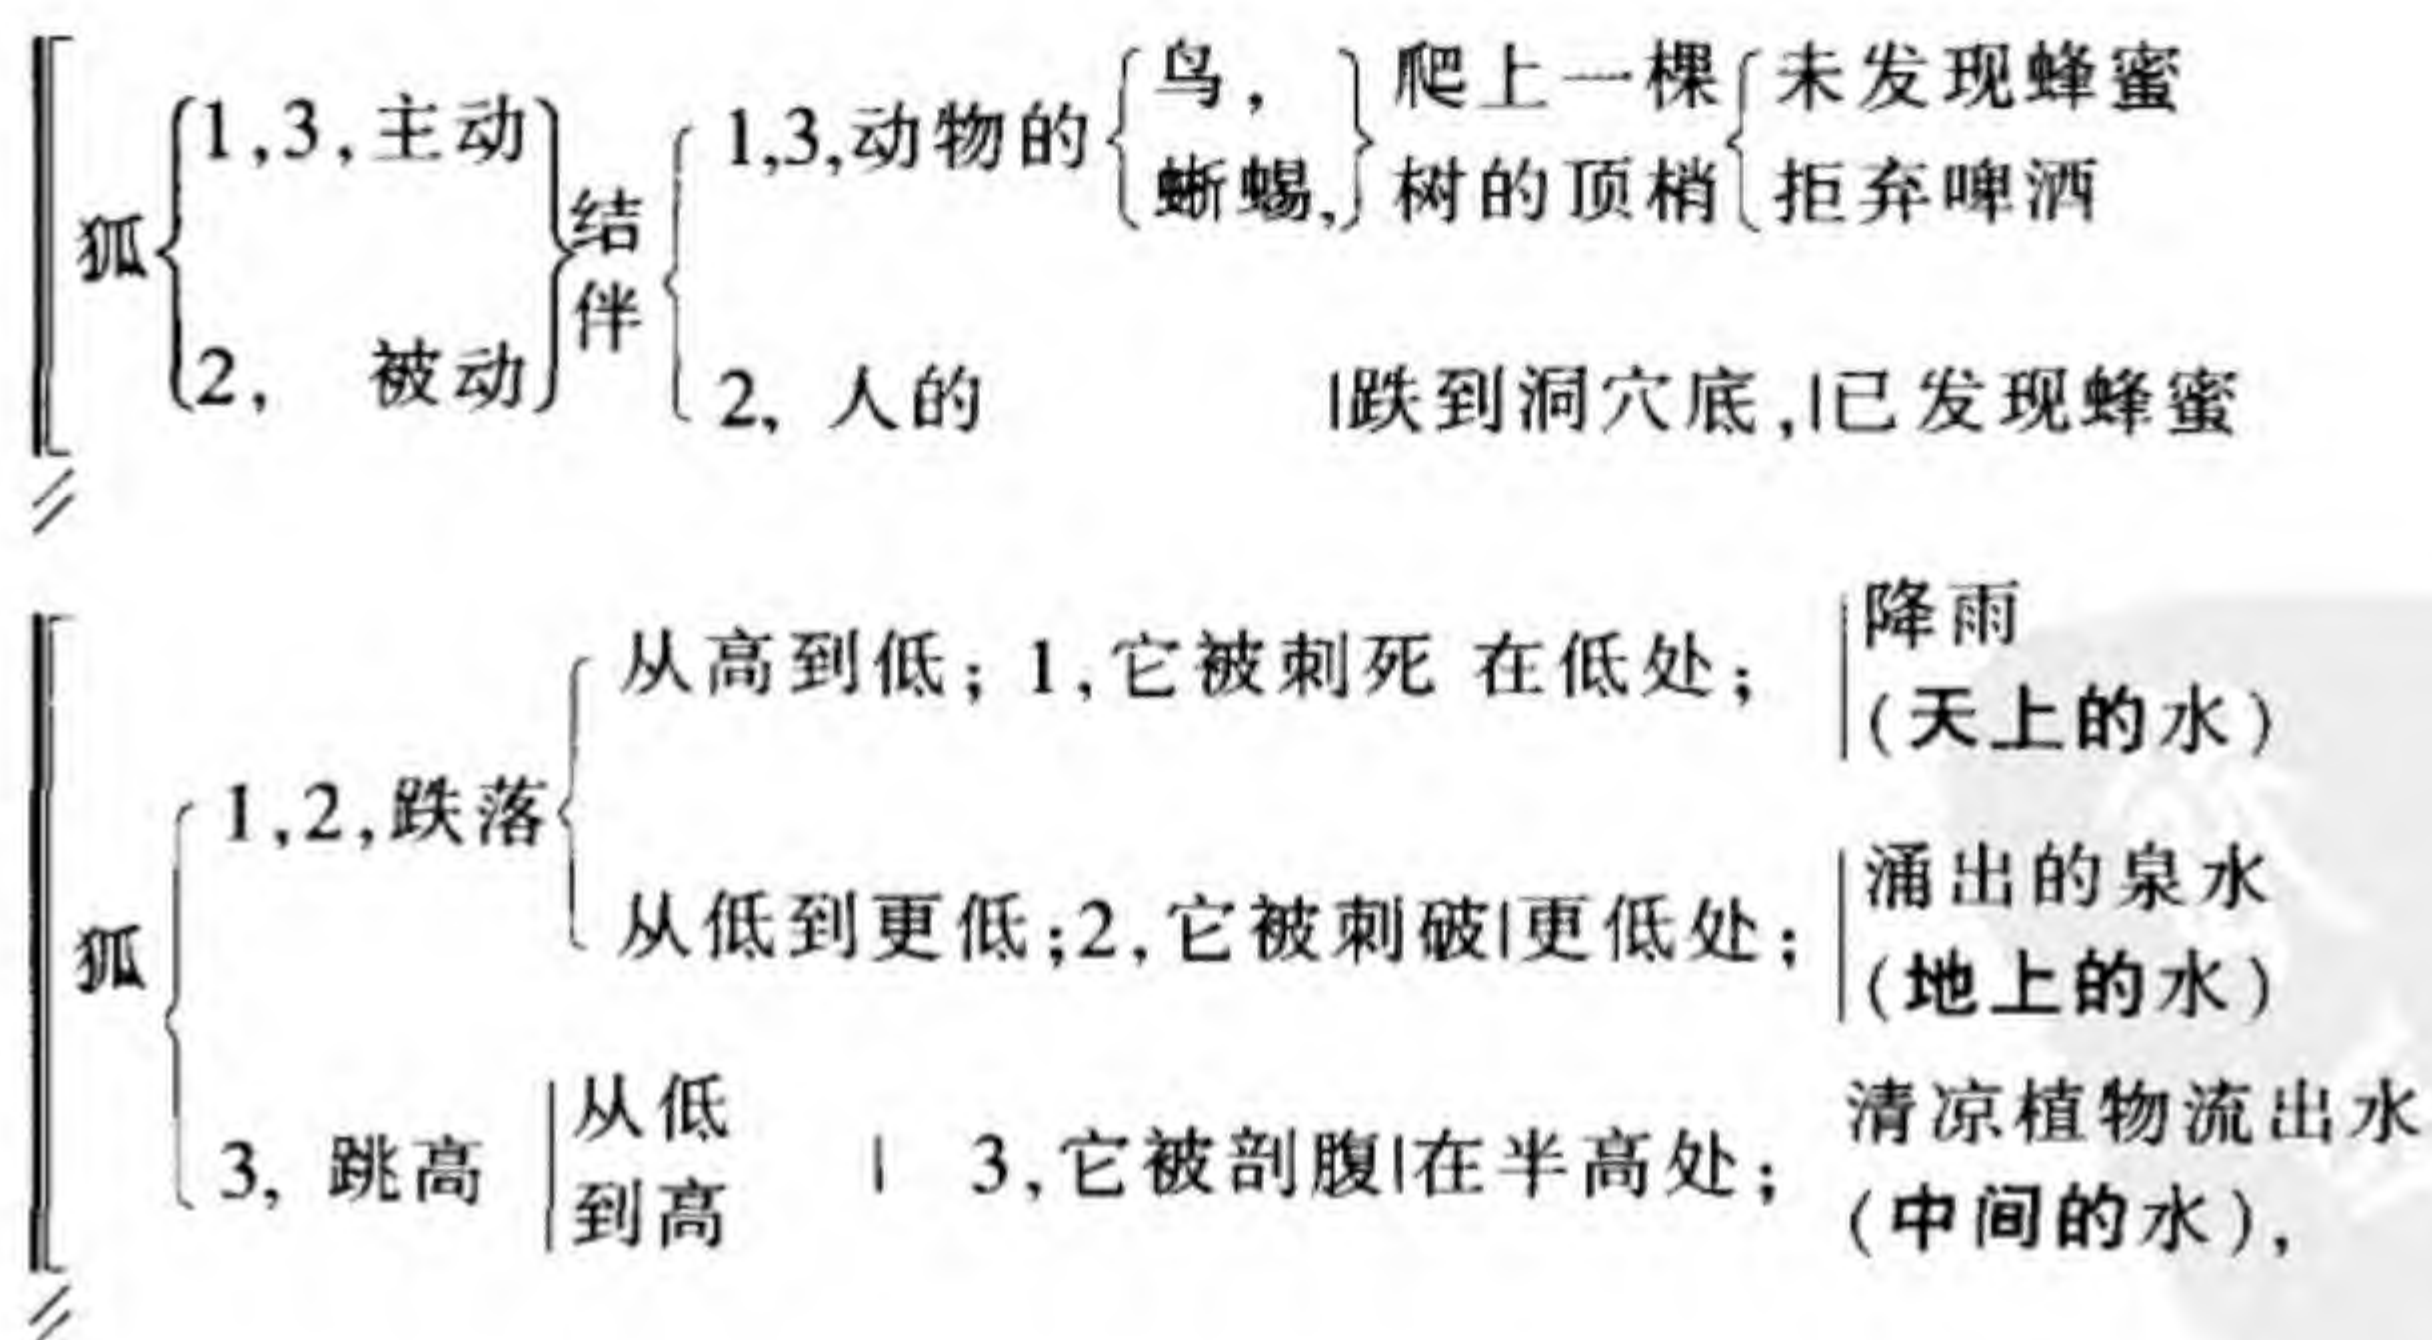 狐 1,3,主动 结伴 1,3,动物的 鸟, 爬上一棵 未发现蜂蜜
蜥蜴, 树的顶梢 拒弃啤酒
2, 被动 2, 人的 |跌到洞穴底,|已发现蜂蜜
狐 1,2,跌落 从高到低; 1,它被刺死 在低处; 降雨
(天上的水)
从低到更低;2,它被刺破|更低处; 涌出的泉水
(地上的水)
3, 跳高 从低到高 | 3,它被剖腹|在半高处; 清凉植物流出水
(中间的水),